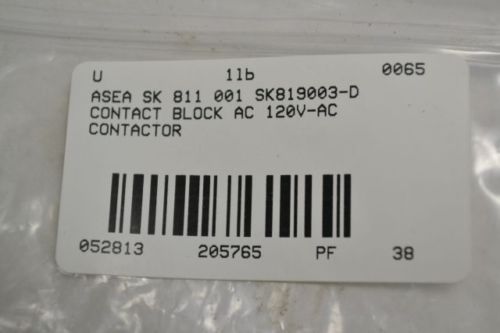 U 1lb 0065
ASEA SK 811 001 SK819003-D
CONTACT BLOCK AC 120V-AC
CONTACTOR
052813 205765 PF 38